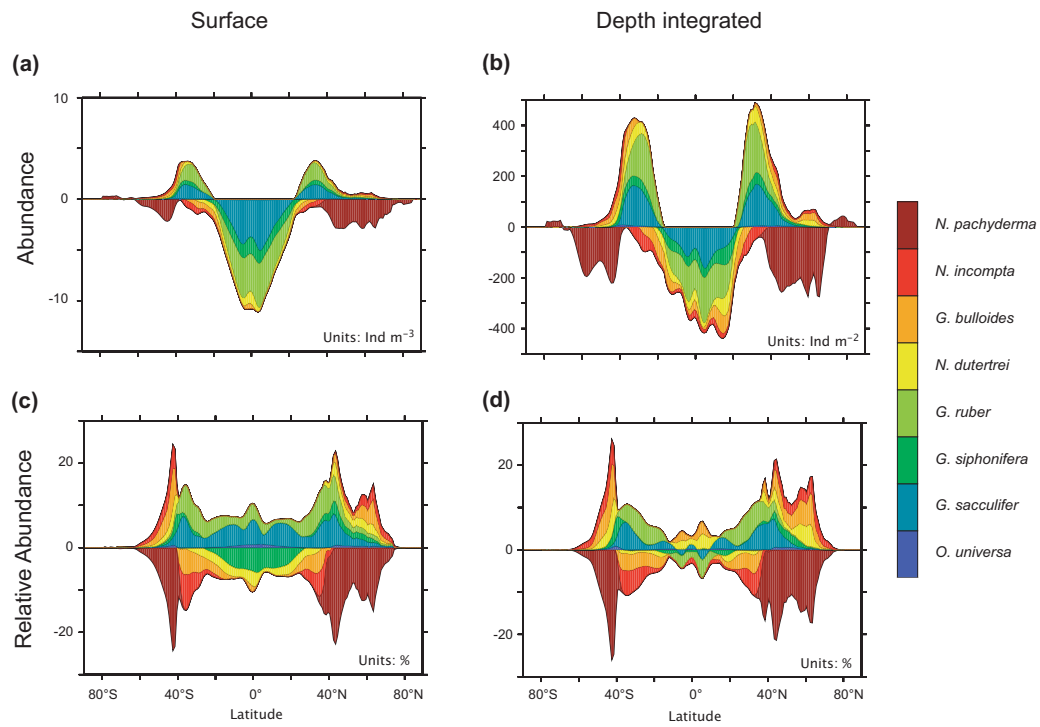 Surface
Depth integrated
(a)
(b)
Abundance
10
0
-10
Units: Ind m⁻³
400
200
0
-200
-400
Units: Ind m⁻²
N. pachyderma
N. incompta
G. bulloides
N. dutertrei
G. ruber
G. siphonifera
G. sacculifer
O. universa
(c)
(d)
Relative Abundance
20
0
-20
Units: %
80°S 40°S 0° 40°N 80°N
Latitude
20
0
-20
Units: %
80°S 40°S 0° 40°N 80°N
Latitude